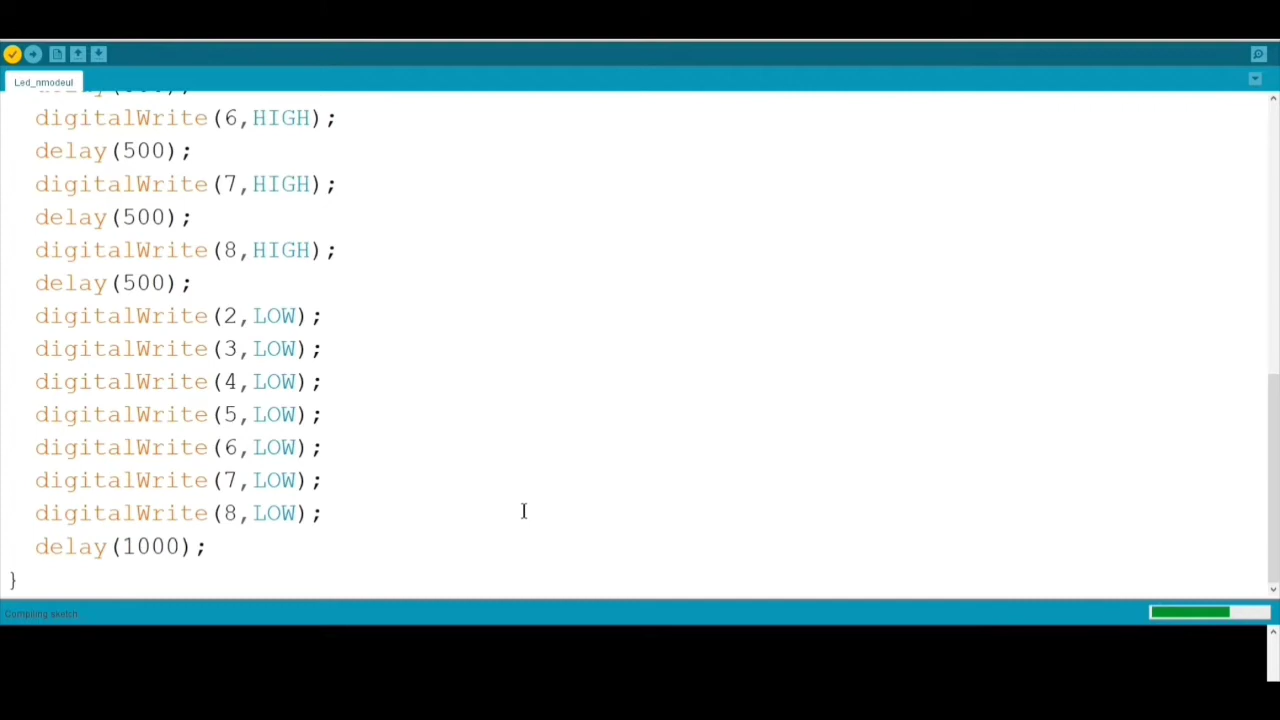 Led_nmodeul
digitalWrite(6,HIGH);
delay(500);
digitalWrite(7,HIGH);
delay(500);
digitalWrite(8,HIGH);
delay(500);
digitalWrite(2,LOW);
digitalWrite(3,LOW);
digitalWrite(4,LOW);
digitalWrite(5,LOW);
digitalWrite(6,LOW);
digitalWrite(7,LOW);
digitalWrite(8,LOW);
delay(1000);
}
Compiling sketch